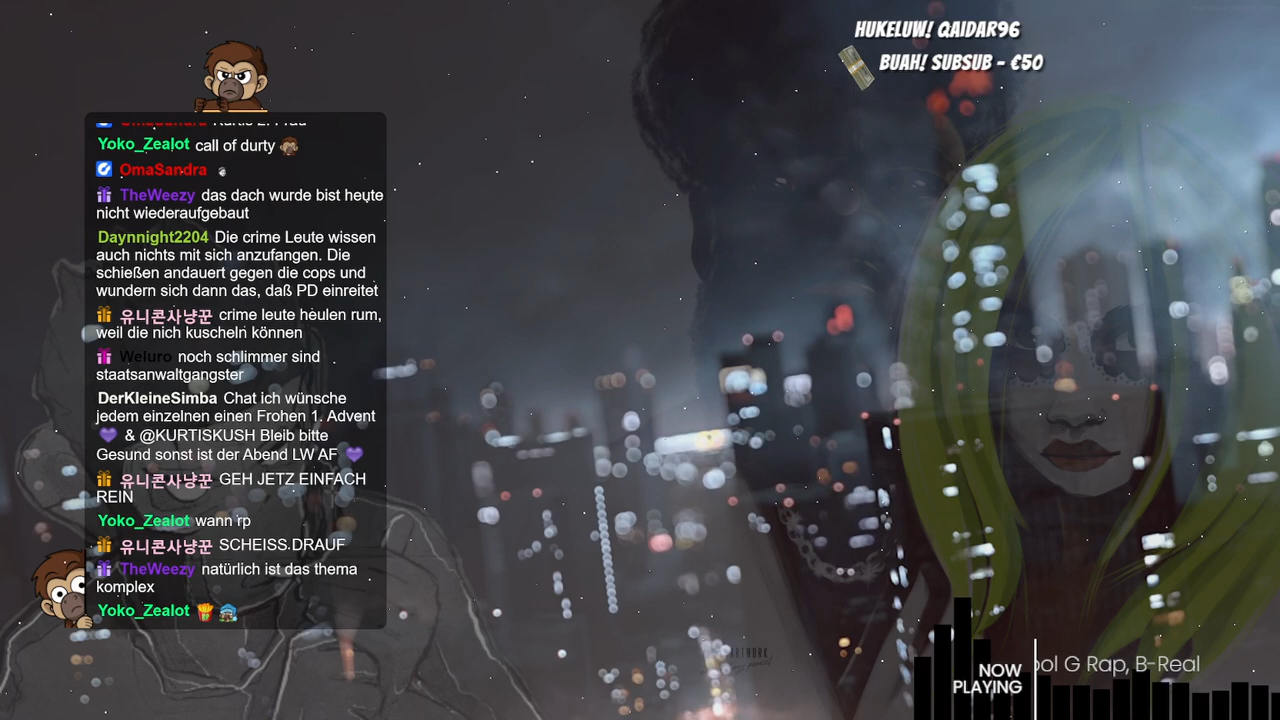 HUKELUW! QAIDAR96
BUAH! SUBSUB - €50
Yoko_Zealot call of durty
OmaSandra
TheWeezy das dach wurde bist heute
nicht wiederaufgebaut
Daynnight2204 Die crime Leute wissen
auch nichts mit sich anzufangen. Die
schießen andauert gegen die cops und
wundern sich dann das, daß PD einreitet
유니콘사냥꾼 crime leute heulen rum,
weil die nich kuscheln können
Weluro noch schlimmer sind
staatsanwaltgangster
DerKleineSimba Chat ich wünsche
jedem einzelnen einen Frohen 1. Advent
💜 & @KURTISKUSH Bleib bitte
Gesund sonst ist der Abend LW AF 💜
유니콘사냥꾼 GEH JETZ EINFACH
REIN
Yoko_Zealot wann rp
유니콘사냥꾼 SCHEISS DRAUF
TheWeezy natürlich ist das thema
komplex
Yoko_Zealot 🍟
NOW
PLAYING
ool G Rap, B-Real